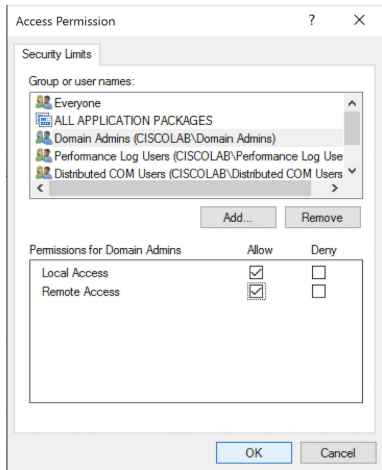 Access Permission
Security Limits
Group or user names:
Everyone
ALL APPLICATION PACKAGES
Domain Admins (CISCOLAB\Domain Admins)
Performance Log Users (CISCOLAB\Performance Log Use
Distributed COM Users (CISCOLAB\Distributed COM Users
Add... Remove
Permissions for Domain Admins Allow Deny
Local Access
Remote Access
OK Cancel